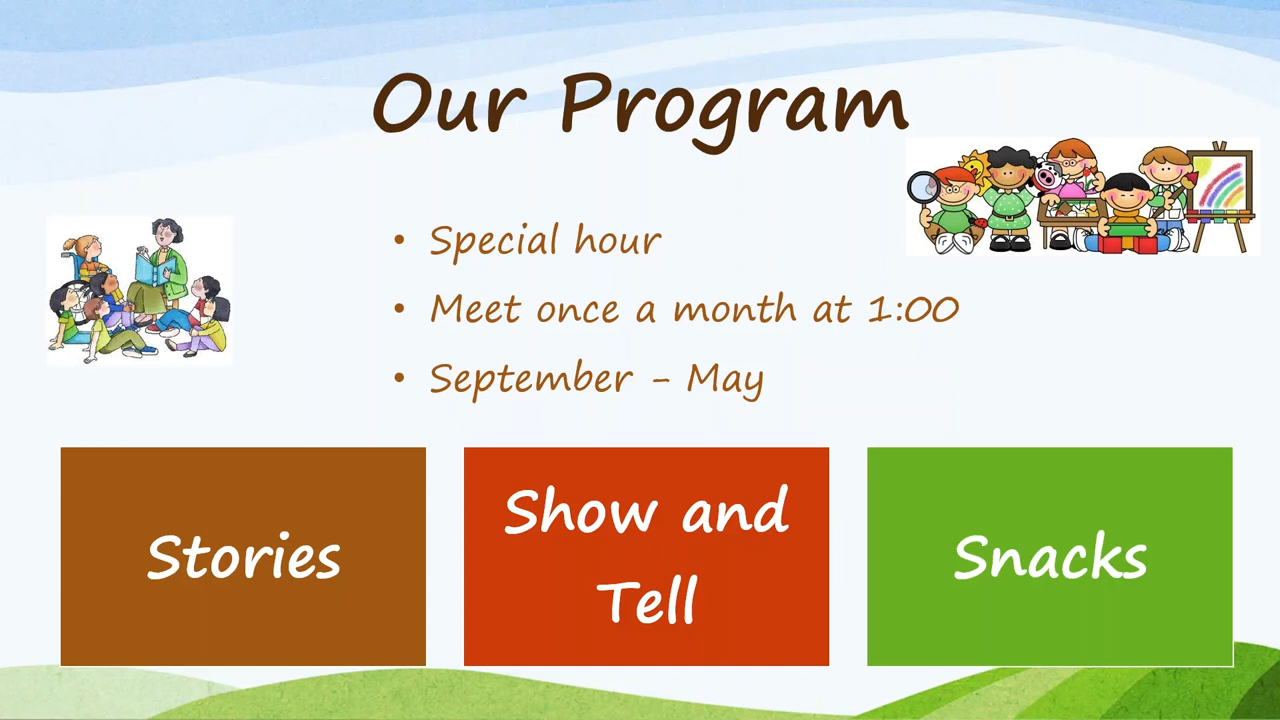 Our Program
• Special hour
• Meet once a month at 1:00
• September - May
Stories
Show and
Tell
Snacks